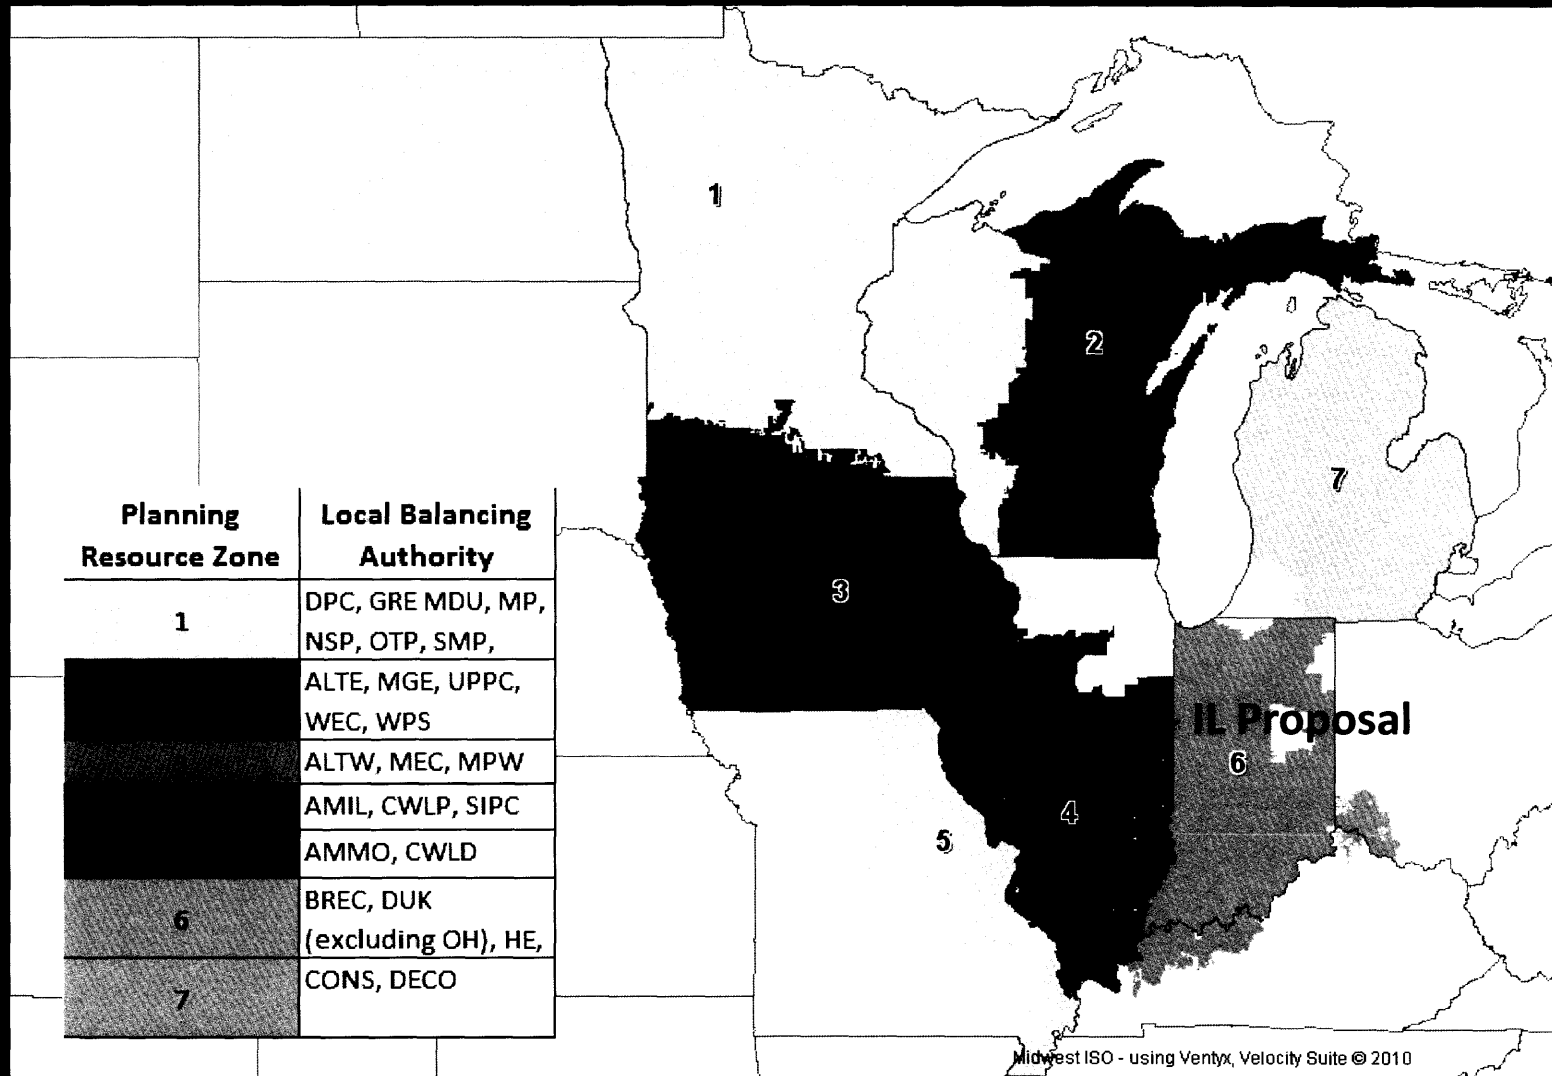 1
2
7
Planning
Resource Zone
Local Balancing
Authority
3
1
DPC, GRE MDU, MP,
NSP, OTP, SMP,
ALTE, MGE, UPPC,
WEC, WPS
IL Proposal
ALTW, MEC, MPW
6
AMIL, CWLP, SIPC
4
5
AMMO, CWLD
6
BREC, DUK
(excluding OH), HE,
7
CONS, DECO
Midwest ISO - using Ventyx, Velocity Suite © 2010